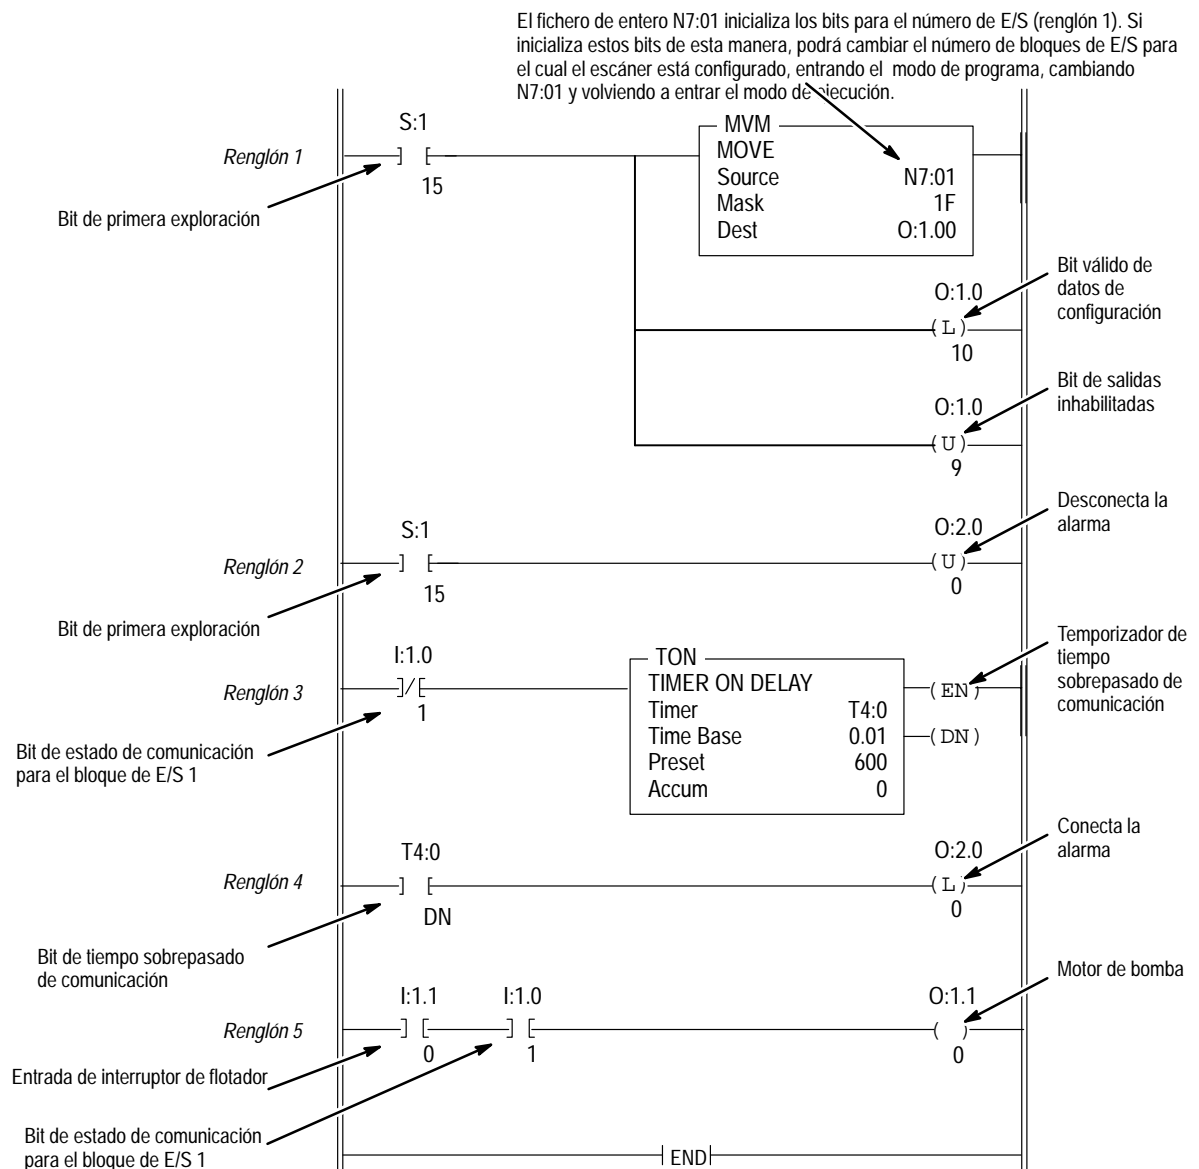 El fichero de entero N7:01 inicializa los bits para el número de E/S (renglón 1). Si
inicializa estos bits de esta manera, podrá cambiar el número de bloques de E/S para
el cual el escáner está configurado, entrando el modo de programa, cambiando
N7:01 y volviendo a entrar el modo de ejecución.
S:1
Renglón 1
] [
15
Bit de primera exploración
MVM
MOVE
Source N7:01
Mask 1F
Dest O:1.00
Bit válido de
datos de
configuración
O:1.0
(L)
10
Bit de salidas
inhabilitadas
O:1.0
(U)
9
Desconecta la
alarma
S:1
O:2.0
Renglón 2
] [
(U)
15
0
Bit de primera exploración
Temporizador de
tiempo
sobrepasado de
comunicación
I:1.0
Renglón 3
]/[
1
TON
TIMER ON DELAY
Timer T4:0
Time Base 0.01
Preset 600
Accum 0
(EN)
(DN)
Bit de estado de comunicación
para el bloque de E/S 1
Conecta la
alarma
T4:0
O:2.0
Renglón 4
] [
(L)
DN
0
Bit de tiempo sobrepasado
de comunicación
Motor de bomba
I:1.1 I:1.0 O:1.1
Renglón 5
] [ ] [ ( )
0 1 0
Entrada de interruptor de flotador
Bit de estado de comunicación
para el bloque de E/S 1
END